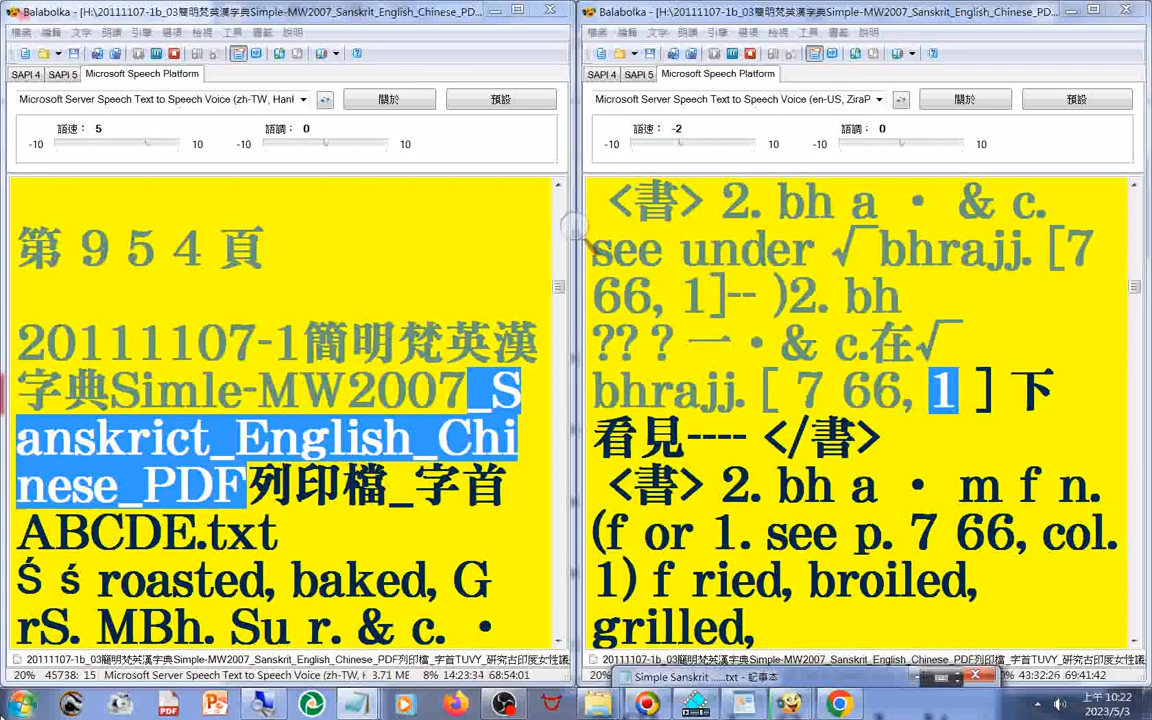 Balabolka - [H:\20111107-1b_03簡明梵英漢字典Simple-MW2007_Sanskrit_English_Chinese_PD...
檔案 編輯 文字 朗讀 引擎 選項 檢視 工具 書籤 說明
SAPI 4 SAPI 5 Microsoft Speech Platform
Microsoft Server Speech Text to Speech Voice (zh-TW, Hanl
關於
預設
語速： 5
語調： 0
-10 10 -10 10
第 9 5 4 頁
20111107-1簡明梵英漢
字典Simle-MW2007_S
anskrict_English_Chi
nese_PDF列印檔_字首
ABCDE.txt
Ś ś roasted, baked, G
rS. MBh. Su r. & c. •
20111107-1b_03簡明梵英漢字典Simple-MW2007_Sanskrit_English_Chinese_PDF列印檔_字首TUVY_研究古印度女性議
20% 45738: 15 Microsoft Server Speech Text to Speech Voice (zh-TW, H 3.71 ME 8% 14:23:34 68:54:01
Balabolka - [H:\20111107-1b_03簡明梵英漢字典Simple-MW2007_Sanskrit_English_Chinese_PD...
檔案 編輯 文字 朗讀 引擎 選項 檢視 工具 書籤 說明
SAPI 4 SAPI 5 Microsoft Speech Platform
Microsoft Server Speech Text to Speech Voice (en-US, ZiraP
關於
預設
語速： -2
語調： 0
-10 10 -10 10
<書> 2. bh a • & c.
see under √ bhrajj. [7
66, 1]-- )2. bh
?? ? 一 • & c.在√
bhrajj. [ 7 66, 1 ] 下
看見---- </書>
<書> 2. bh a • m f n.
(f or 1. see p. 7 66, col.
1) f ried, broiled,
grilled,
20111107-1b_03簡明梵英漢字典Simple-MW2007_Sanskrit_English_Chinese_PDF列印檔_字首TUVY_研究古印度女性議
20%
Simple Sanskrit ......txt - 記事本
43:32:26 69:41:42
上午 10:22
2023/5/3